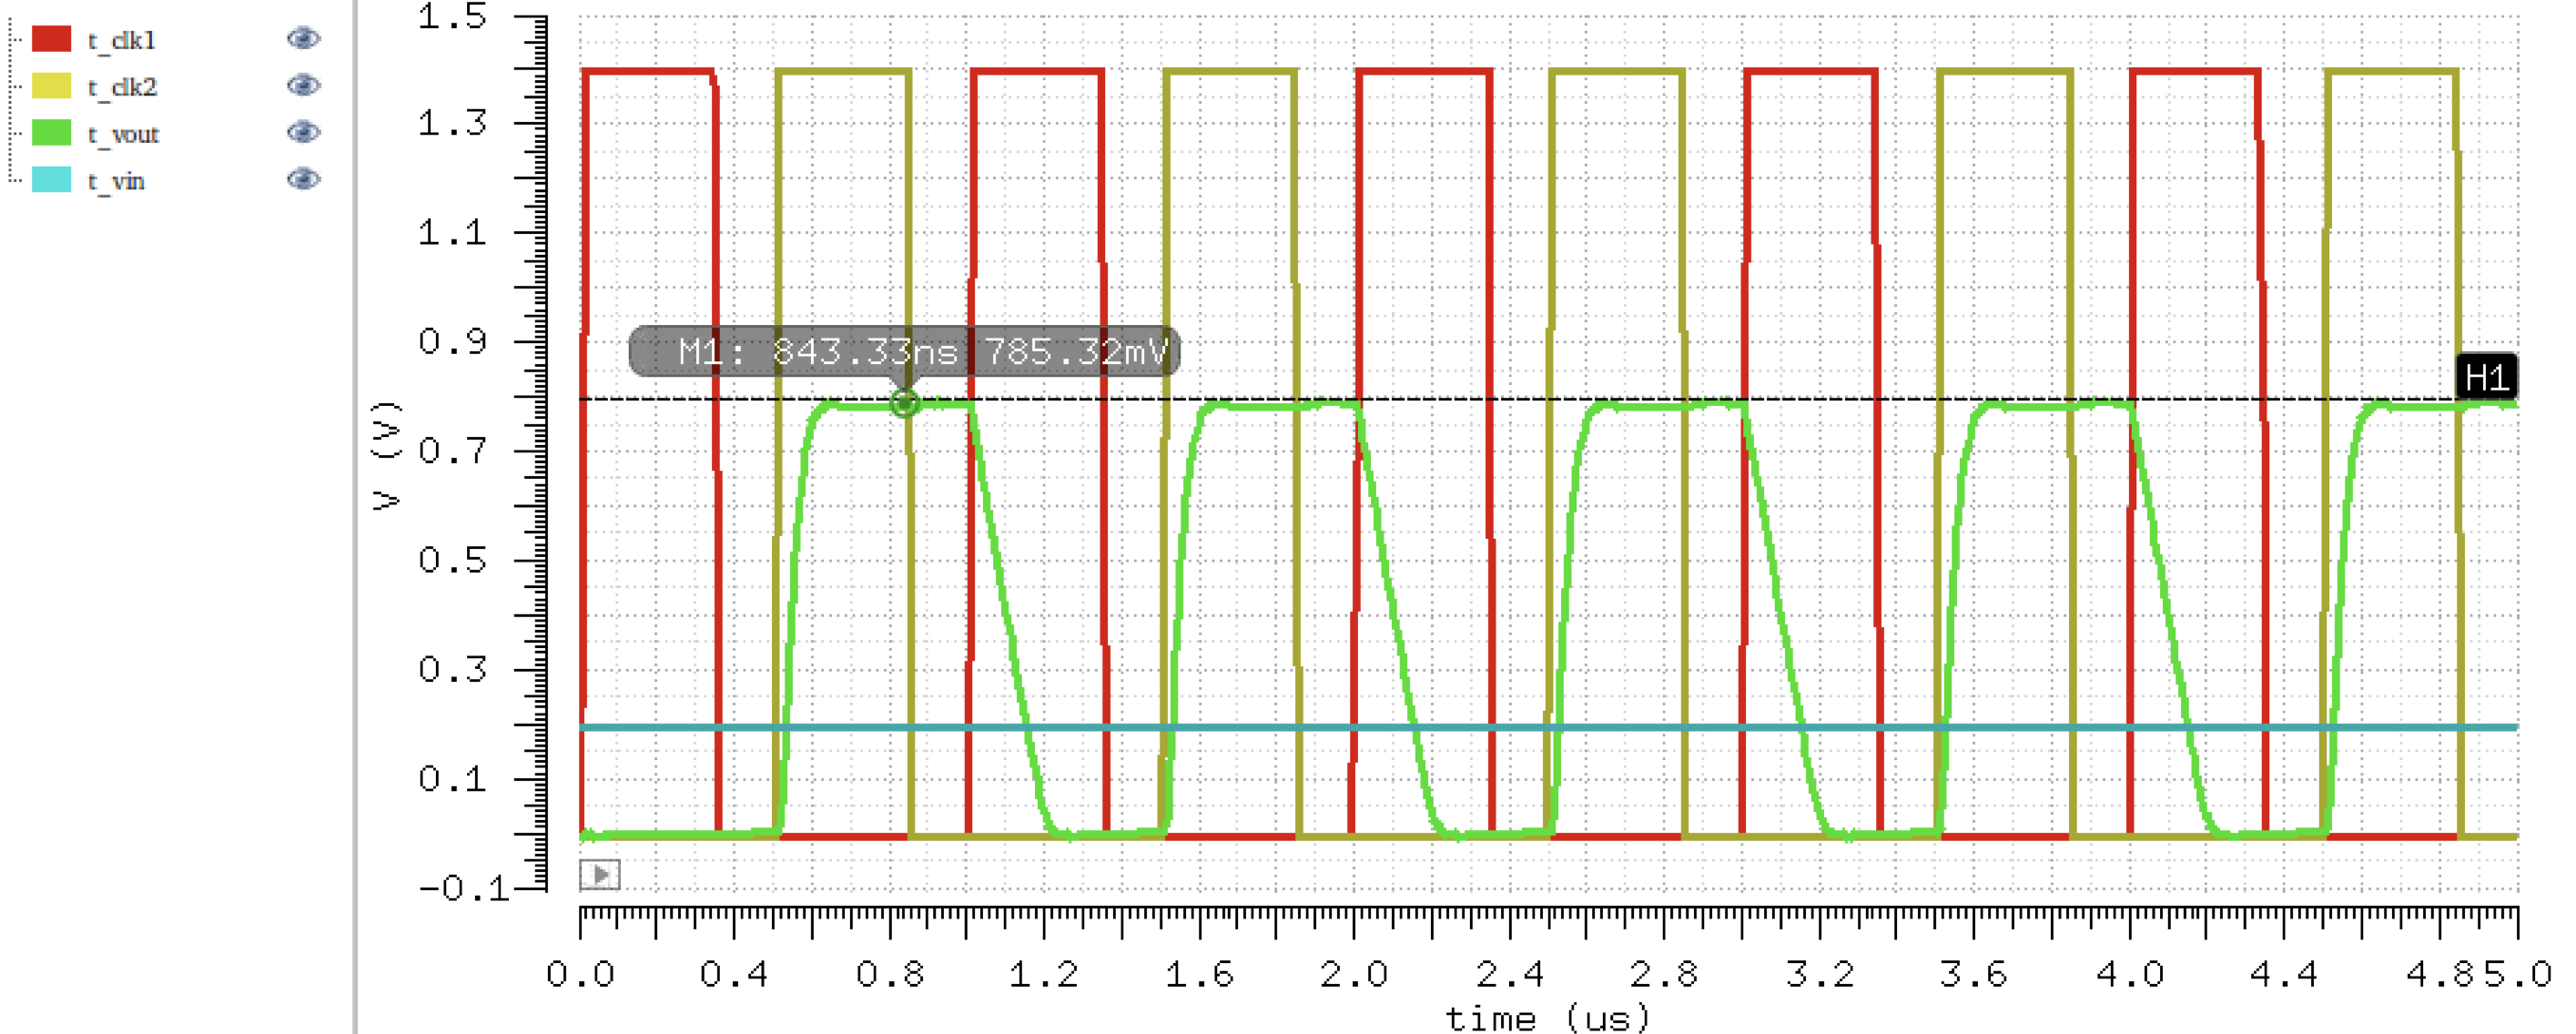 t_clk1
t_clk2
t_vout
t_vin
1.5
1.3
1.1
0.9
0.7
0.5
0.3
0.1
-0.1
V (V)
M1: 843.33ns 785.32mV
H1
0.0 0.4 0.8 1.2 1.6 2.0 2.4 2.8 3.2 3.6 4.0 4.4 4.8 5.0
time (us)